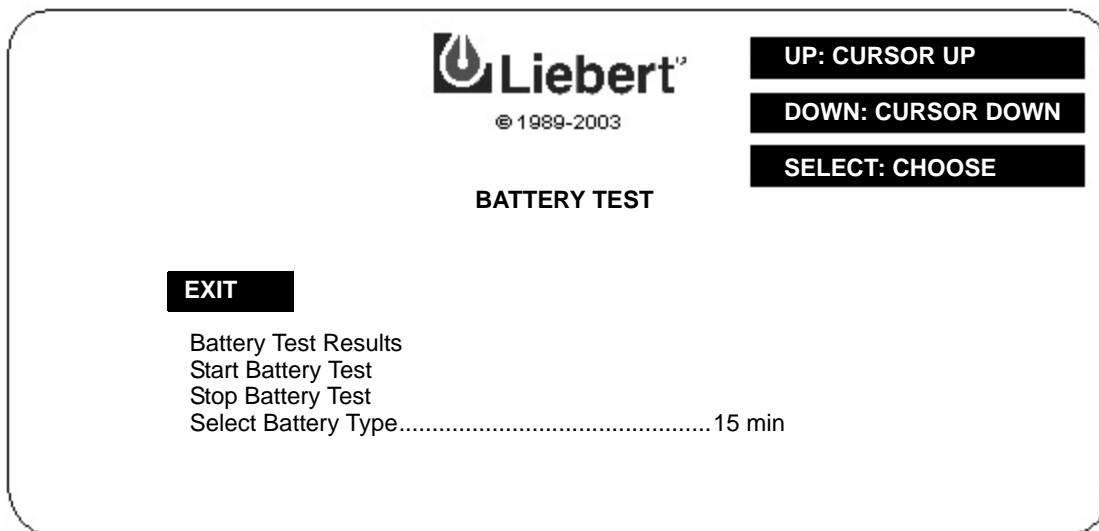 Liebert
© 1989-2003
UP: CURSOR UP
DOWN: CURSOR DOWN
SELECT: CHOOSE
BATTERY TEST
EXIT
Battery Test Results
Start Battery Test
Stop Battery Test
Select Battery Type...............................................15 min